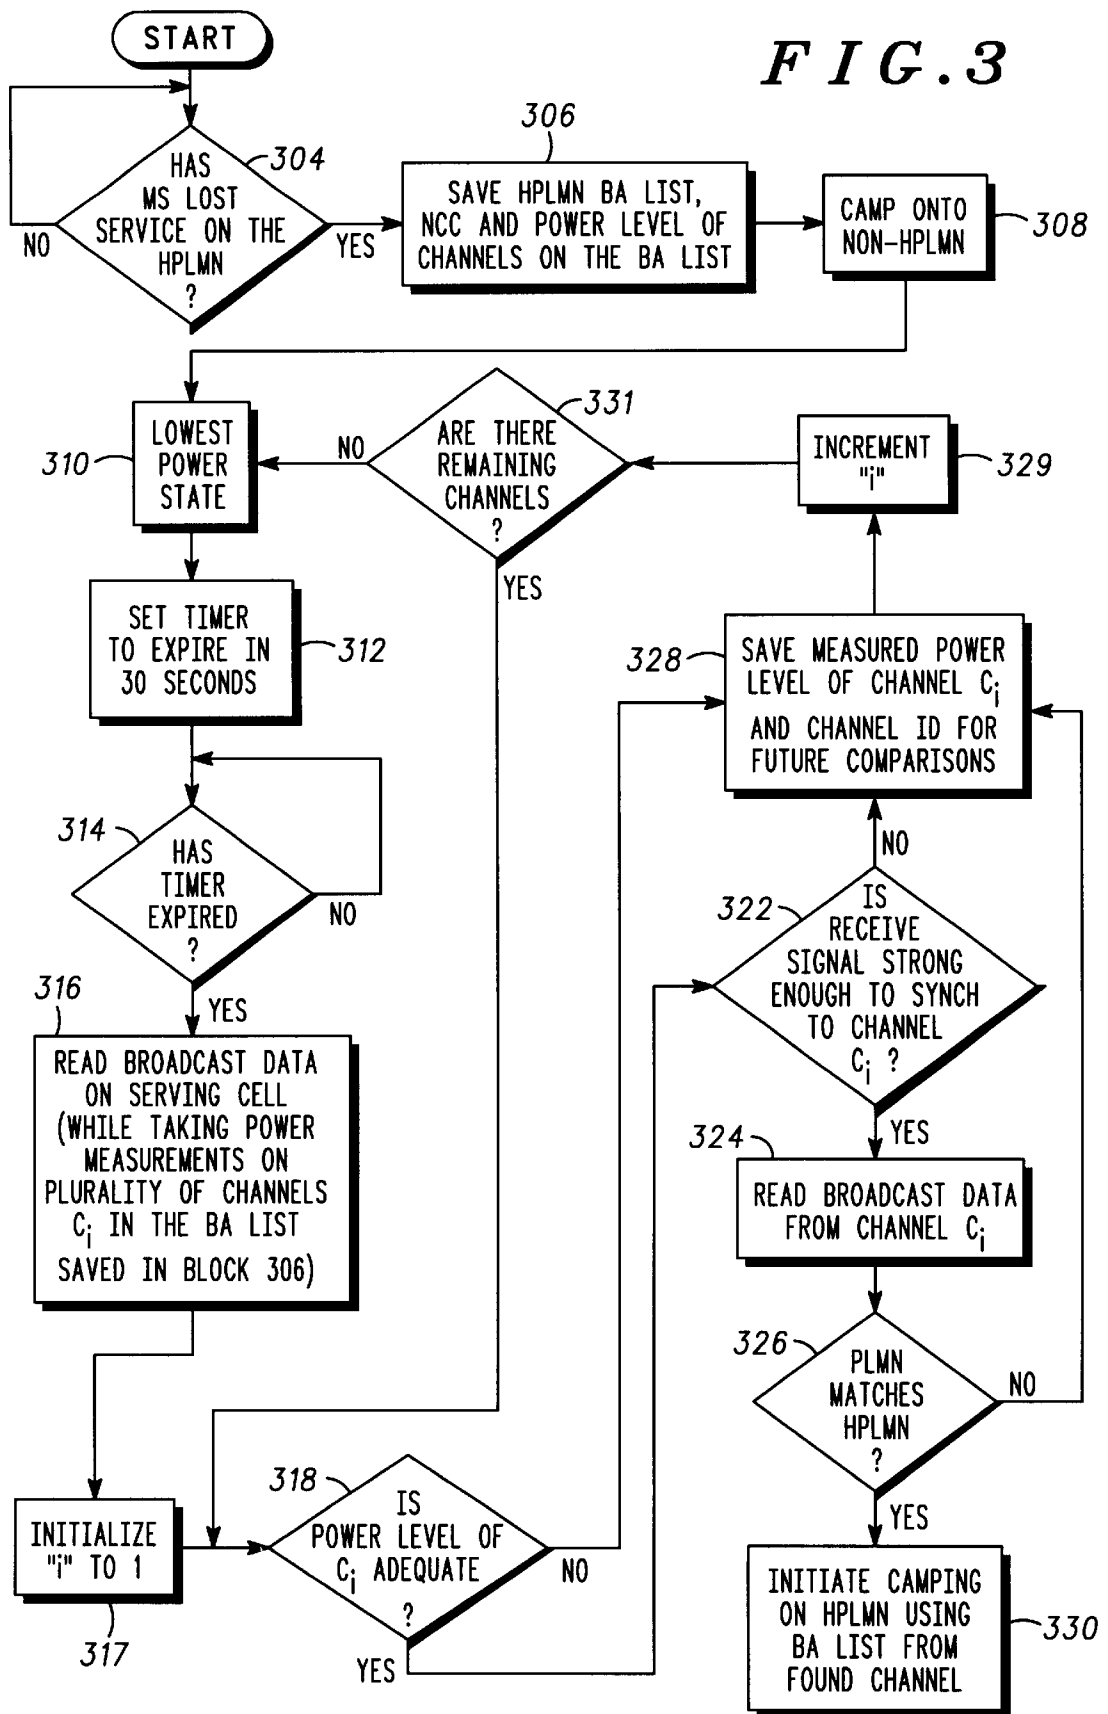 START
FIG.3
304
HAS
MS LOST
SERVICE ON THE
HPLMN
?
NO
YES
306
SAVE HPLMN BA LIST,
NCC AND POWER LEVEL OF
CHANNELS ON THE BA LIST
CAMP ONTO
NON-HPLMN
308
310
LOWEST
POWER
STATE
NO
331
ARE THERE
REMAINING
CHANNELS
?
YES
INCREMENT
"i"
329
SET TIMER
TO EXPIRE IN
30 SECONDS
312
328
SAVE MEASURED POWER
LEVEL OF CHANNEL Ci
AND CHANNEL ID FOR
FUTURE COMPARISONS
314
HAS
TIMER
EXPIRED
?
NO
YES
NO
322
IS
RECEIVE
SIGNAL STRONG
ENOUGH TO SYNCH
TO CHANNEL
Ci ?
YES
316
READ BROADCAST DATA
ON SERVING CELL
(WHILE TAKING POWER
MEASUREMENTS ON
PLURALITY OF CHANNELS
Ci IN THE BA LIST
SAVED IN BLOCK 306)
324
READ BROADCAST DATA
FROM CHANNEL Ci
326
PLMN
MATCHES
HPLMN
?
NO
YES
INITIALIZE
"i" TO 1
317
318
IS
POWER LEVEL OF
Ci ADEQUATE
?
NO
YES
INITIATE CAMPING
ON HPLMN USING
BA LIST FROM
FOUND CHANNEL
330